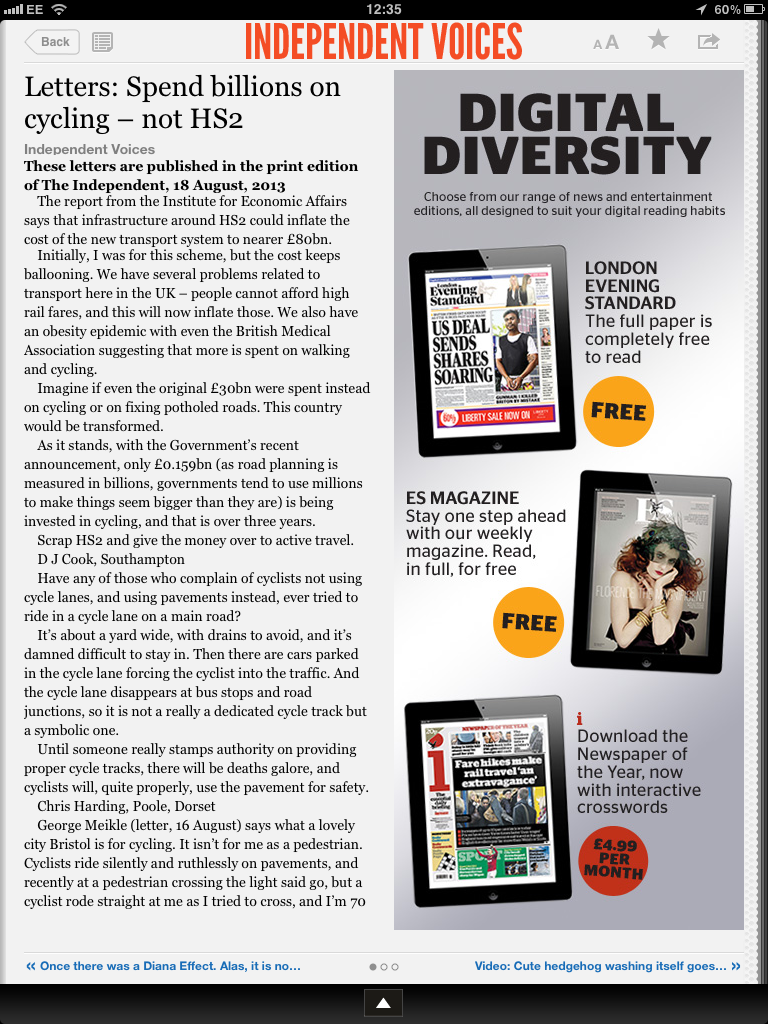 EE
12:35
60%
Back
INDEPENDENT VOICES
A A
Letters: Spend billions on
cycling – not HS2
Independent Voices
These letters are published in the print edition
of The Independent, 18 August, 2013
The report from the Institute for Economic Affairs
says that infrastructure around HS2 could inflate the
cost of the new transport system to nearer £80bn.
Initially, I was for this scheme, but the cost keeps
ballooning. We have several problems related to
transport here in the UK – people cannot afford high
rail fares, and this will now inflate those. We also have
an obesity epidemic with even the British Medical
Association suggesting that more is spent on walking
and cycling.
Imagine if even the original £30bn were spent instead
on cycling or on fixing potholed roads. This country
would be transformed.
As it stands, with the Government's recent
announcement, only £0.159bn (as road planning is
measured in billions, governments tend to use millions
to make things seem bigger than they are) is being
invested in cycling, and that is over three years.
Scrap HS2 and give the money over to active travel.
D J Cook, Southampton
Have any of those who complain of cyclists not using
cycle lanes, and using pavements instead, ever tried to
ride in a cycle lane on a main road?
It's about a yard wide, with drains to avoid, and it's
damned difficult to stay in. Then there are cars parked
in the cycle lane forcing the cyclist into the traffic. And
the cycle lane disappears at bus stops and road
junctions, so it is not a really a dedicated cycle track but
a symbolic one.
Until someone really stamps authority on providing
proper cycle tracks, there will be deaths galore, and
cyclists will, quite properly, use the pavement for safety.
Chris Harding, Poole, Dorset
George Meikle (letter, 16 August) says what a lovely
city Bristol is for cycling. It isn't for me as a pedestrian.
Cyclists ride silently and ruthlessly on pavements, and
recently at a pedestrian crossing the light said go, but a
cyclist rode straight at me as I tried to cross, and I'm 70
DIGITAL
DIVERSITY
Choose from our range of news and entertainment
editions, all designed to suit your digital reading habits
London
Evening
Standard
US DEAL
SENDS
SHARES
SOARING
GUNMAN: I KILLED
BRITON BY MISTAKE
60%
LIBERTY SALE NOW ON
LONDON
EVENING
STANDARD
The full paper is
completely free
to read
FREE
ES MAGAZINE
Stay one step ahead
with our weekly
magazine. Read,
in full, for free
FREE
ES
FLORENCE THE MAGNIFICENT
NEWSPAPER OF THE YEAR
i
Fare hikes make
rail travel 'an
extravagance'
SPORT
i
Download the
Newspaper of
the Year, now
with interactive
crosswords
£4.99
PER
MONTH
« Once there was a Diana Effect. Alas, it is no...
Video: Cute hedgehog washing itself goes... »